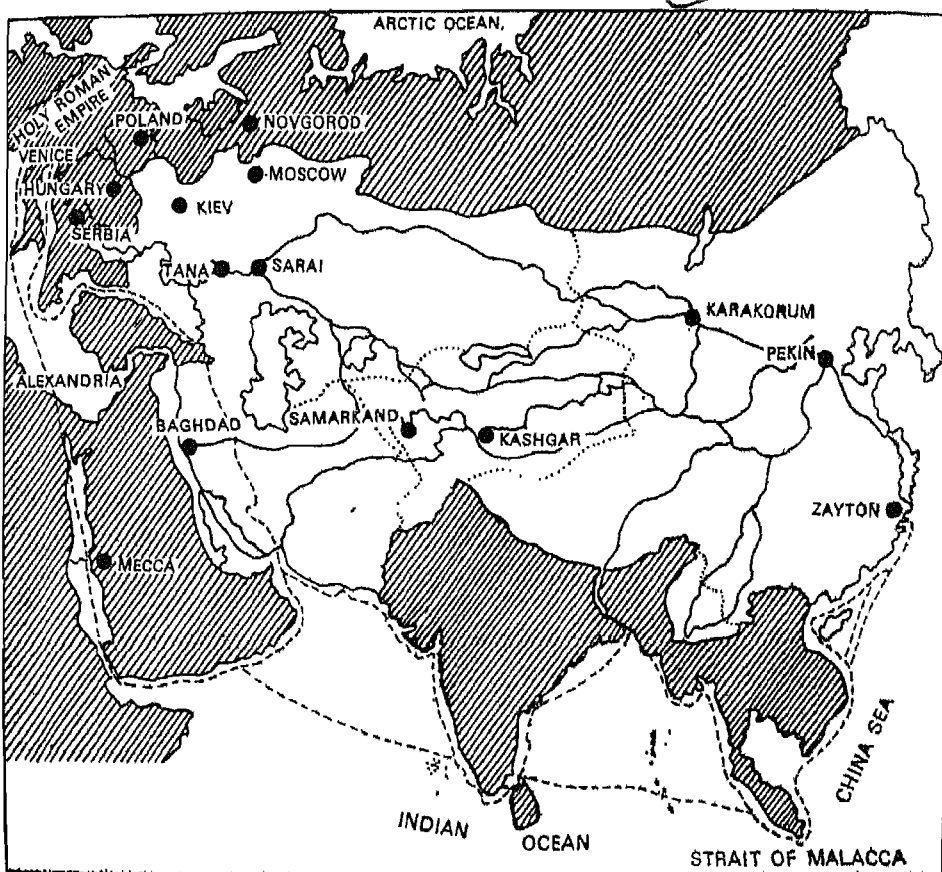 ARCTIC OCEAN.
HOLY ROMAN
EMPIRE
POLAND
NOVGOROD
VENICE
HUNGARY
MOSCOW
KIEV
SERBIA
TANA
SARAI
KARAKORUM
PEKIN
ALEXANDRIA
BAGHDAD
SAMARKAND
KASHGAR
ZAYTON
MECCA
CHINA SEA
INDIAN
OCEAN
STRAIT OF MALACCA